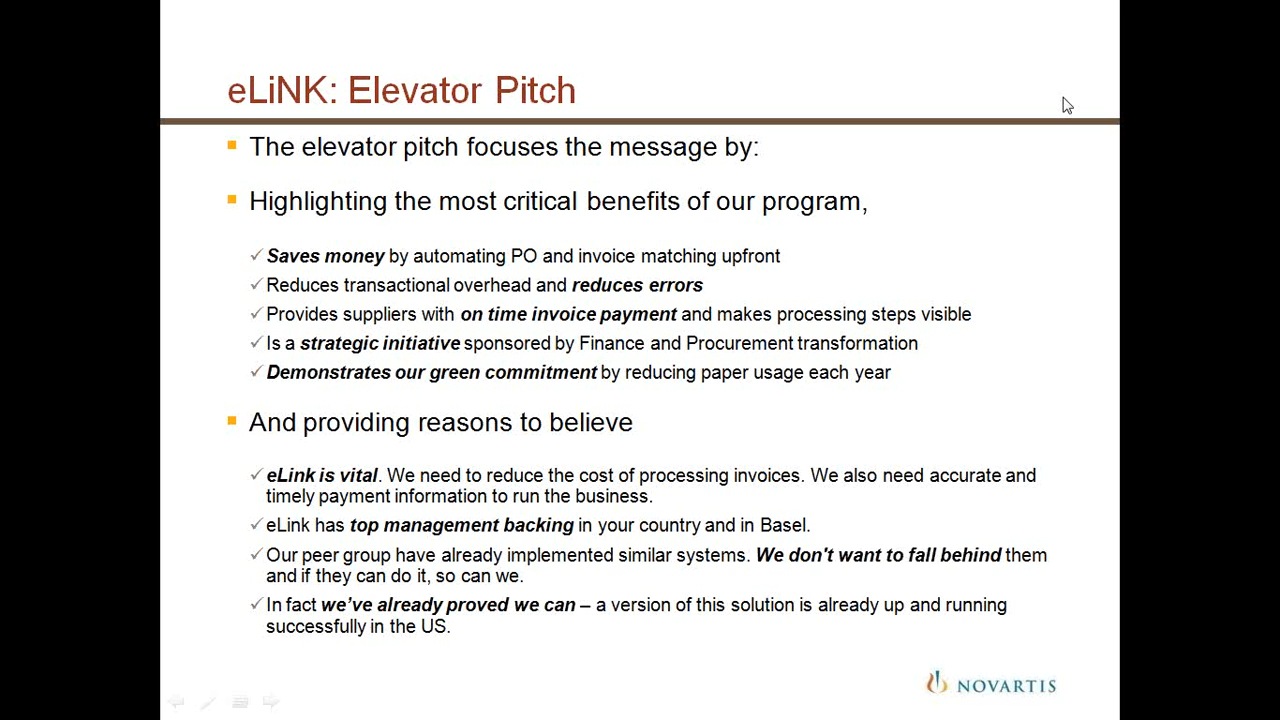 eLiNK: Elevator Pitch
The elevator pitch focuses the message by:
Highlighting the most critical benefits of our program,
Saves money by automating PO and invoice matching upfront
Reduces transactional overhead and reduces errors
Provides suppliers with on time invoice payment and makes processing steps visible
Is a strategic initiative sponsored by Finance and Procurement transformation
Demonstrates our green commitment by reducing paper usage each year
And providing reasons to believe
eLink is vital. We need to reduce the cost of processing invoices. We also need accurate and
timely payment information to run the business.
eLink has top management backing in your country and in Basel.
Our peer group have already implemented similar systems. We don't want to fall behind them
and if they can do it, so can we.
In fact we've already proved we can – a version of this solution is already up and running
successfully in the US.
NOVARTIS